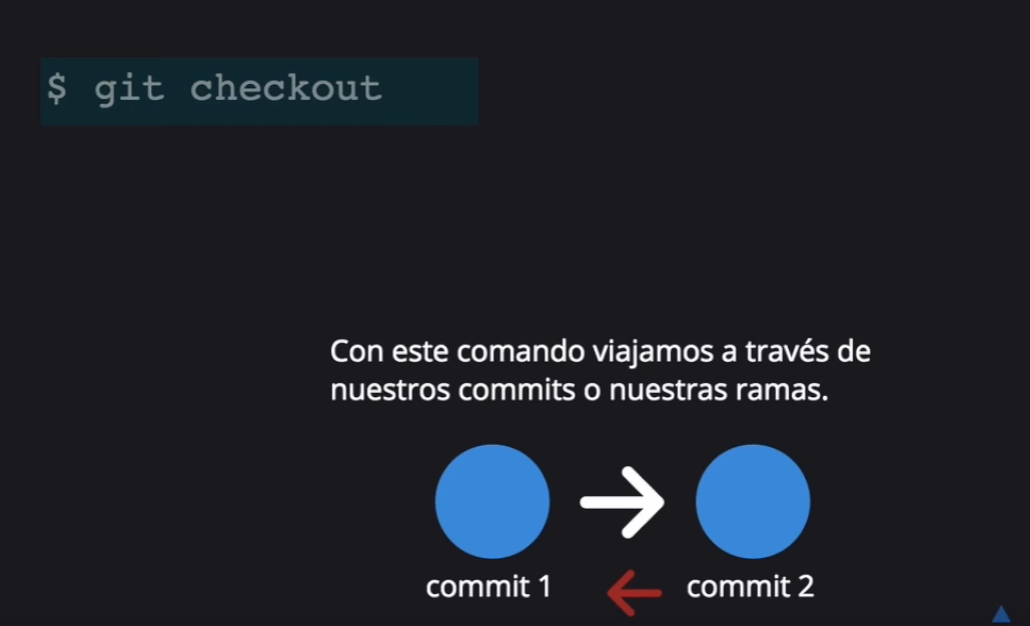 $ git checkout
Con este comando viajamos a través de
nuestros commits o nuestras ramas.
commit 1
commit 2